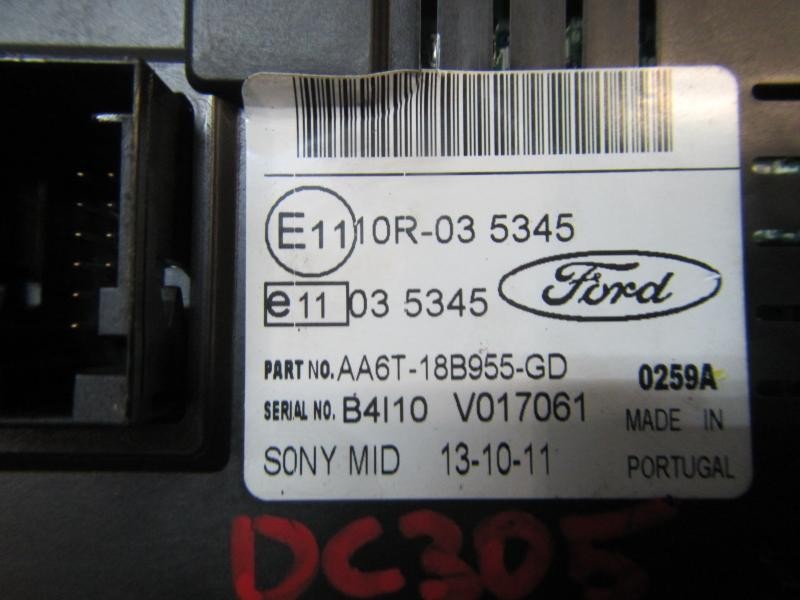 E11 10R-03 5345
e11 03 5345 Ford
PART NO. AA6T-18B955-GD 0259A
SERIAL NO. B4I10 V017061 MADE IN
SONY MID 13-10-11 PORTUGAL
DC305